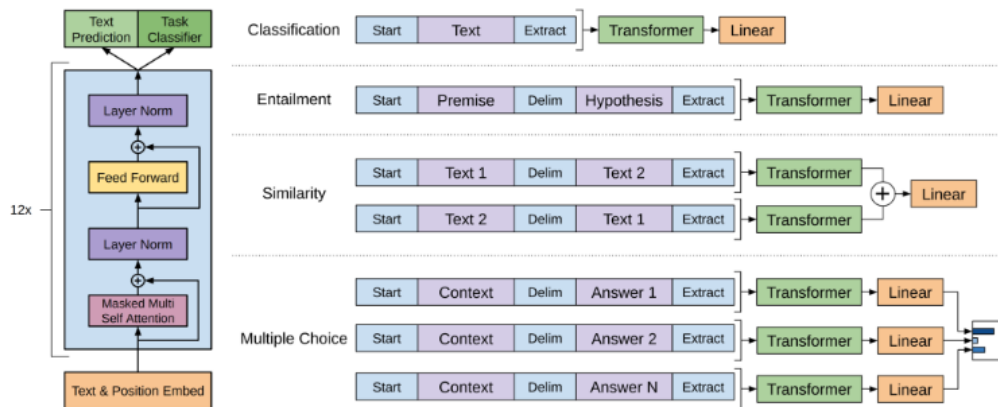 Text Prediction
Task Classifier
12x
Layer Norm
Feed Forward
Layer Norm
Masked Multi
Self Attention
Text & Position Embed
Classification
Start Text Extract Transformer Linear
Entailment
Start Premise Delim Hypothesis Extract Transformer Linear
Similarity
Start Text 1 Delim Text 2 Extract Transformer
+ Linear
Start Text 2 Delim Text 1 Extract Transformer
Multiple Choice
Start Context Delim Answer 1 Extract Transformer Linear
Start Context Delim Answer 2 Extract Transformer Linear
Start Context Delim Answer N Extract Transformer Linear